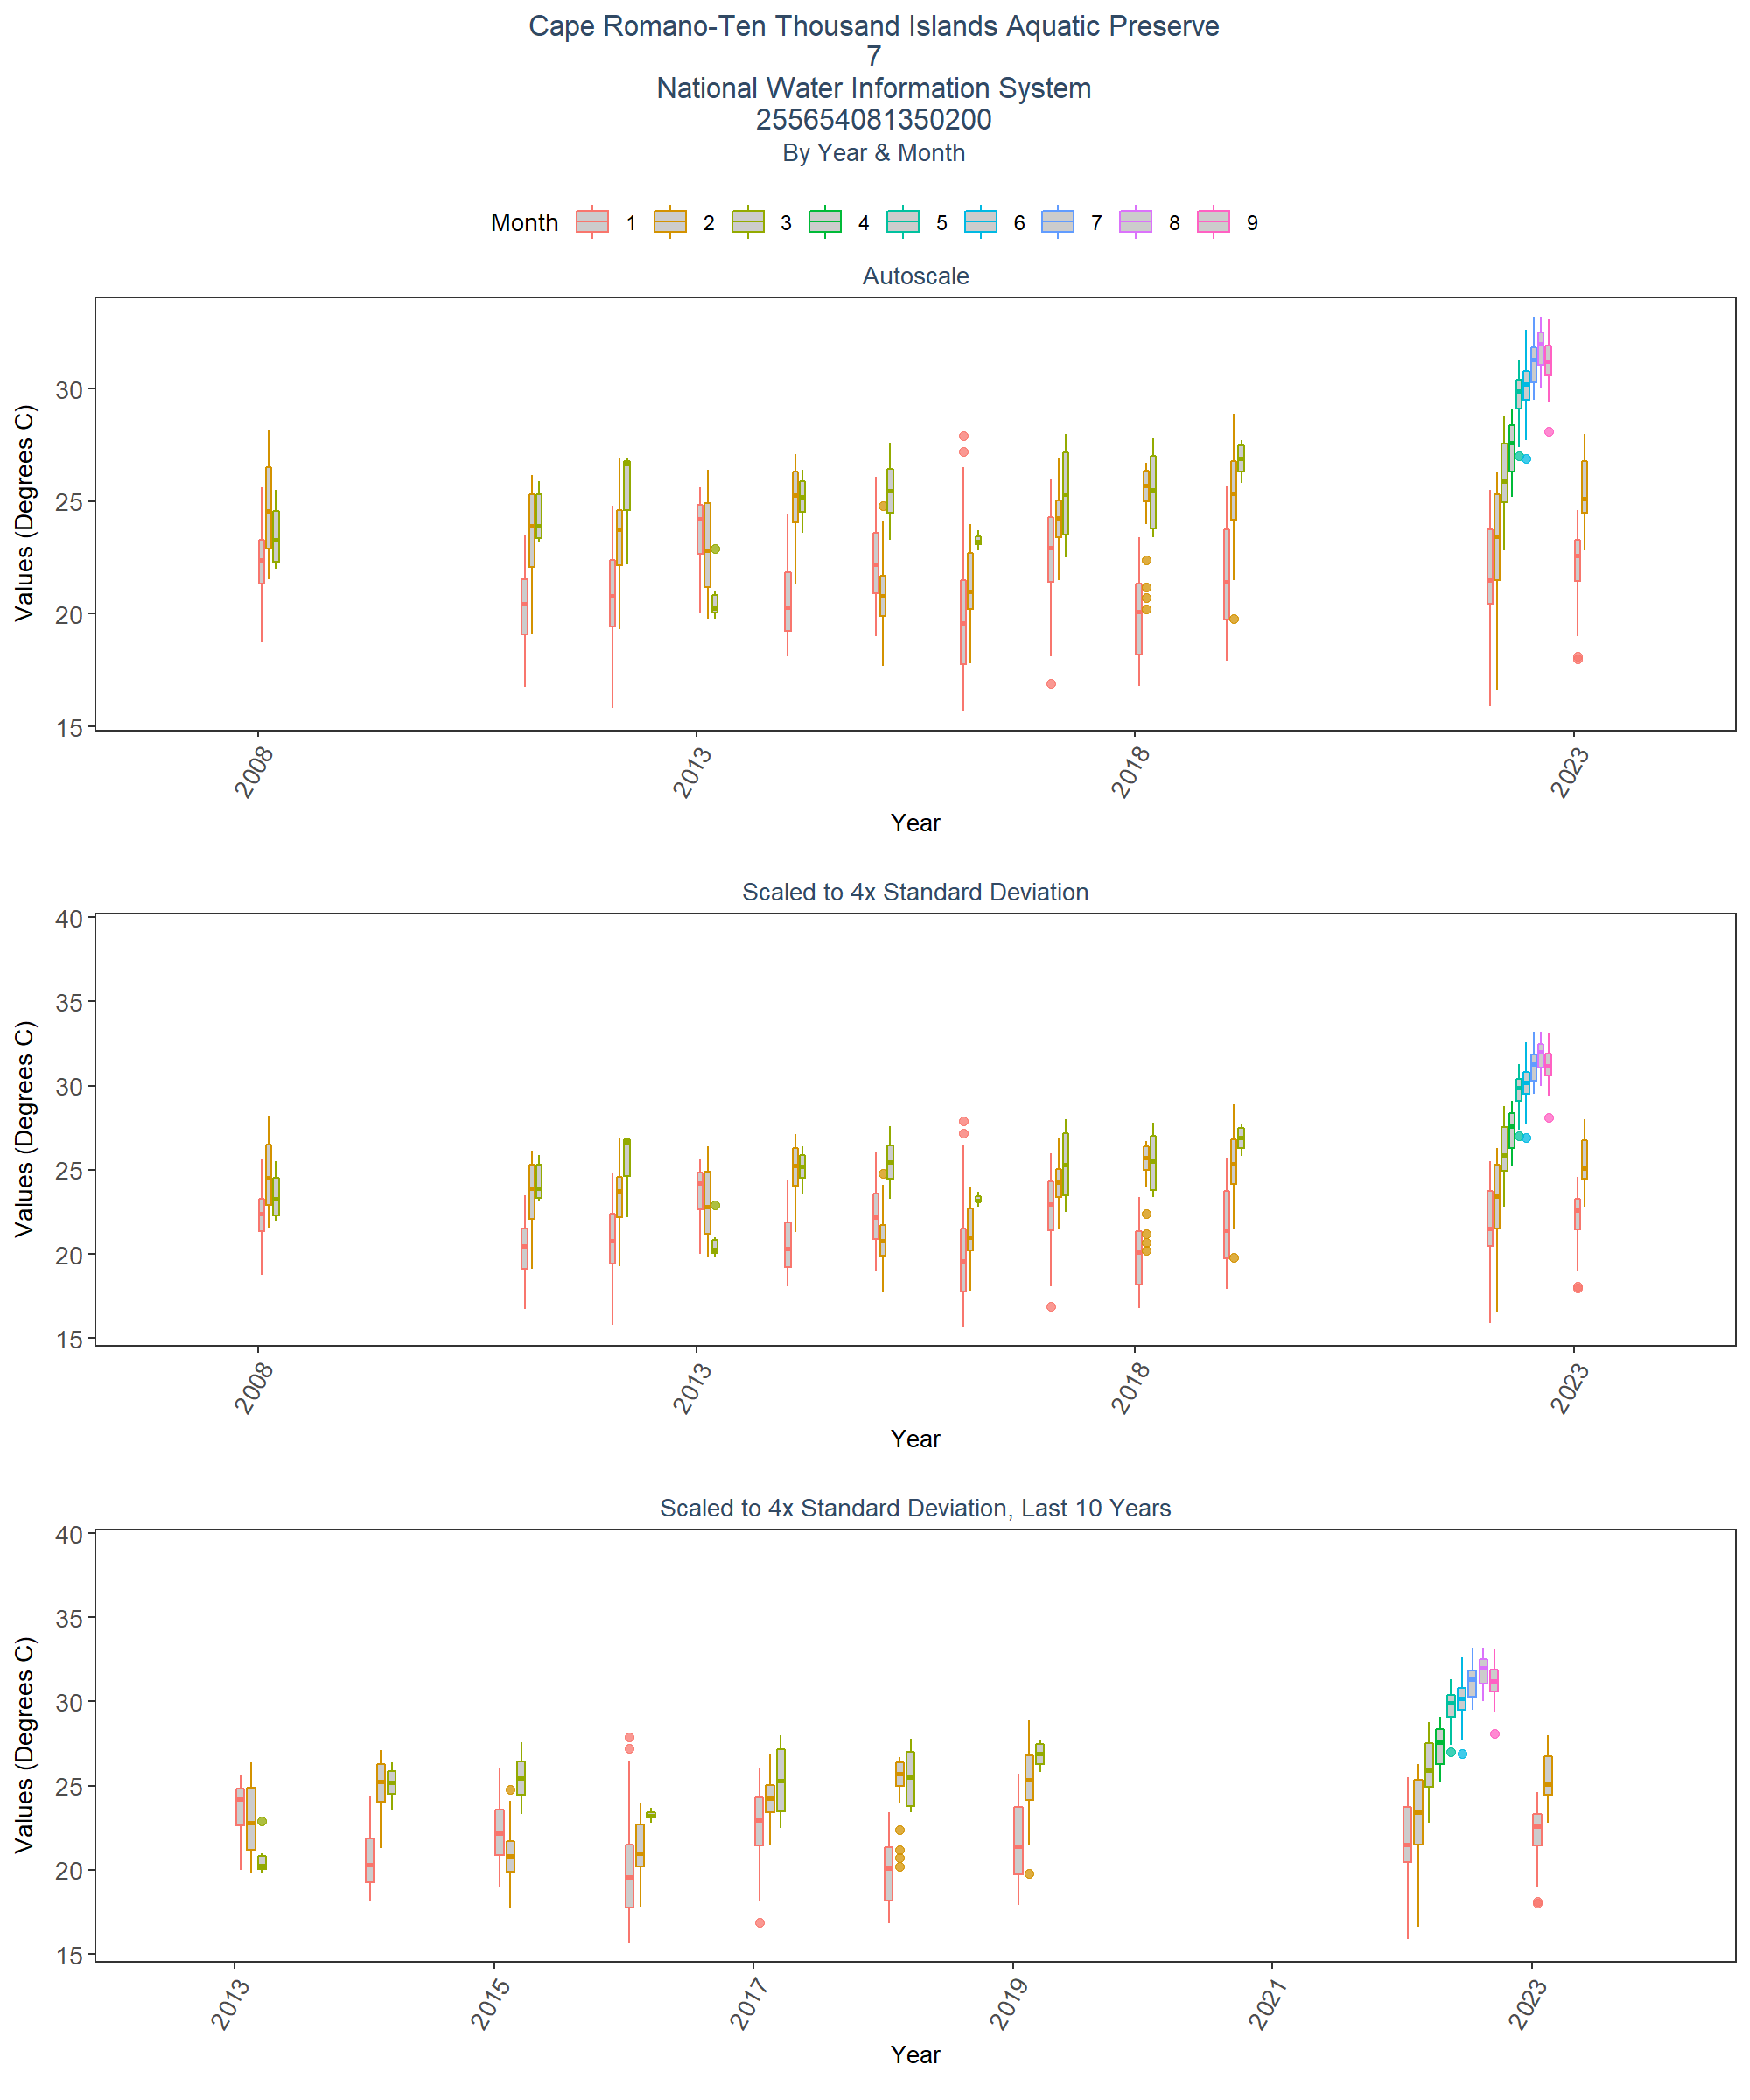 Cape Romano-Ten Thousand Islands Aquatic Preserve
7
National Water Information System
255654081350200
By Year & Month
Month 1 2 3 4 5 6 7 8 9
Autoscale
Values (Degrees C)
30
25
20
15
2008 2013 2018 2023
Year
Scaled to 4x Standard Deviation
Values (Degrees C)
40
35
30
25
20
15
2008 2013 2018 2023
Year
Scaled to 4x Standard Deviation, Last 10 Years
Values (Degrees C)
40
35
30
25
20
15
2013 2015 2017 2019 2021 2023
Year